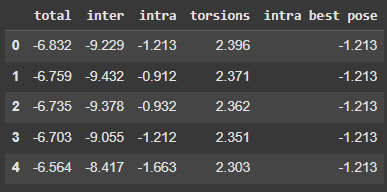 total inter intra torsions intra best pose
0 -6.832 -9.229 -1.213 2.396 -1.213
1 -6.759 -9.432 -0.912 2.371 -1.213
2 -6.735 -9.378 -0.932 2.362 -1.213
3 -6.703 -9.055 -1.212 2.351 -1.213
4 -6.564 -8.417 -1.663 2.303 -1.213